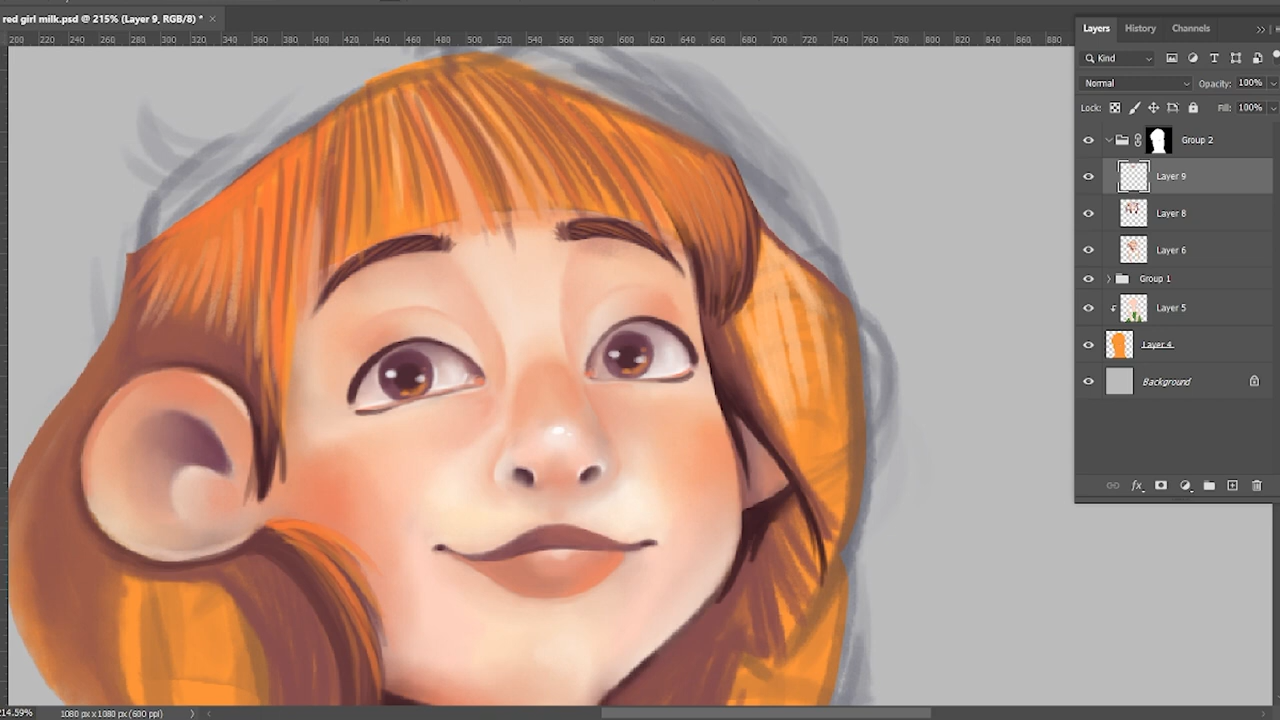 red girl milk.psd @ 215% (Layer 9, RGB/8) * ×
200 220 240 260 280 300 320 340 360 380 400 420 440 460 480 500 520 540 560 580 600 620 640 660 680 700 720 740 760 780 800 820 840 860 880
Layers History Channels
Kind
Normal Opacity: 100%
Lock: Fill: 100%
Group 2
Layer 9
Layer 8
Layer 6
Group 1
Layer 5
Layer 4
Background
fx
14.59% 1080 px x 1080 px (600 ppi)